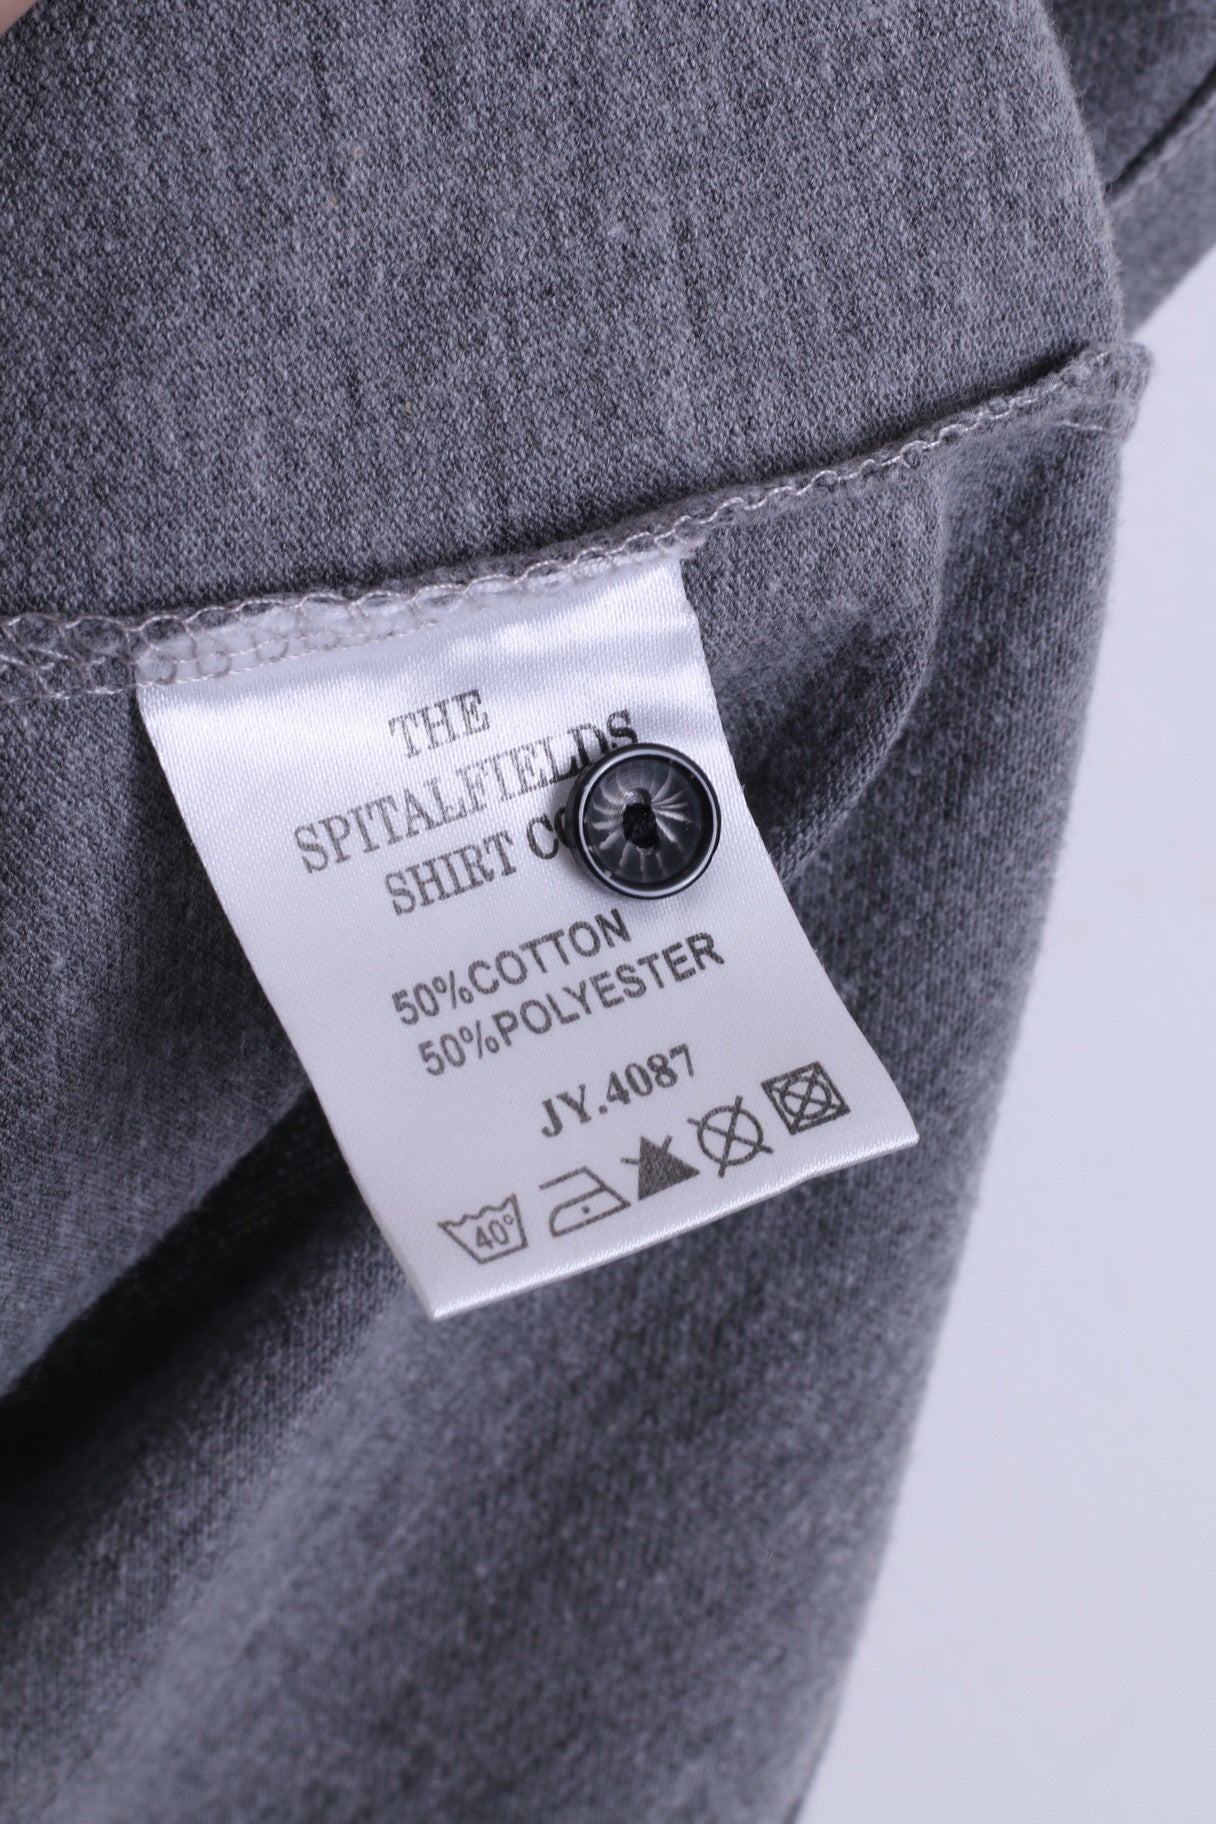 THE
SPITALFIELDS
SHIRT
50%COTTON
50%POLYESTER
JY.4087
40°